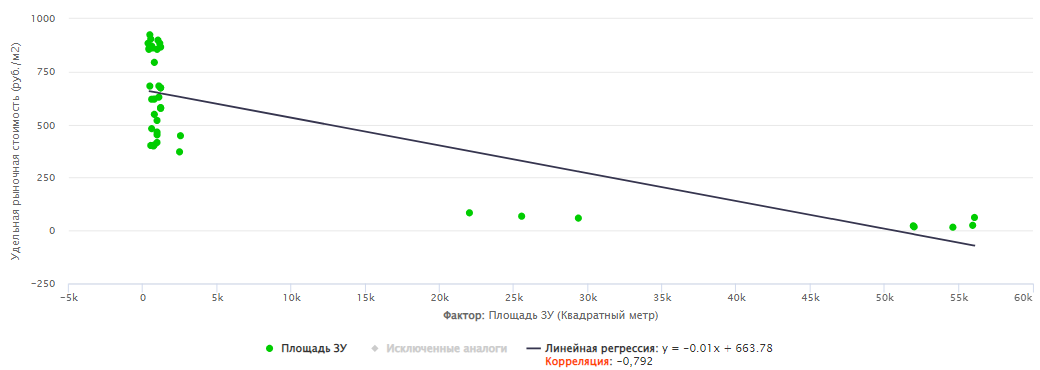 Удельная рыночная стоимость (руб./м2)
1000
750
500
250
0
−250
−5k 0 5k 10k 15k 20k 25k 30k 35k 40k 45k 50k 55k 60k
Фактор: Площадь ЗУ (Квадратный метр)
Площадь ЗУ Исключенные аналоги Линейная регрессия: y = −0.01x + 663.78
Корреляция: −0,792